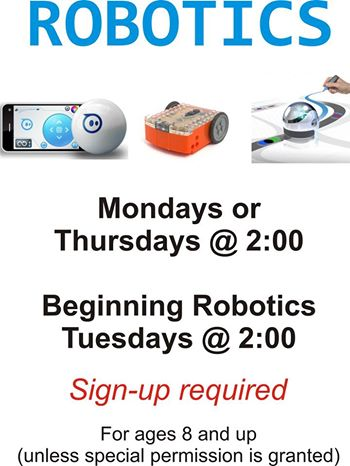 ROBOTICS
Mondays or
Thursdays @ 2:00
Beginning Robotics
Tuesdays @ 2:00
Sign-up required
For ages 8 and up
(unless special permission is granted)